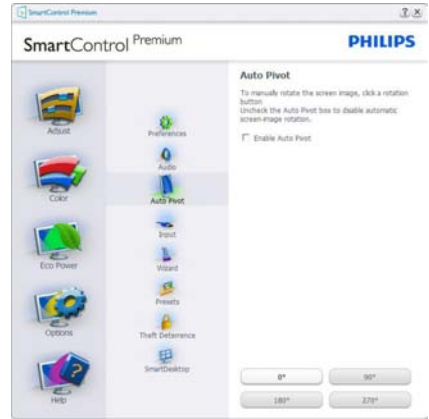 SmartControl Premium
SmartControl Premium
PHILIPS
Adjust
Color
Eco Power
Options
Help
Preferences
Audio
Auto Pivot
Input
Wizard
Presets
Theft Deterrence
SmartDesktop
Auto Pivot
To manually rotate the screen image, click a rotation
button
Uncheck the Auto Pivot box to disable automatic
screen-image rotation.
Enable Auto Pivot
0°
90°
180°
270°